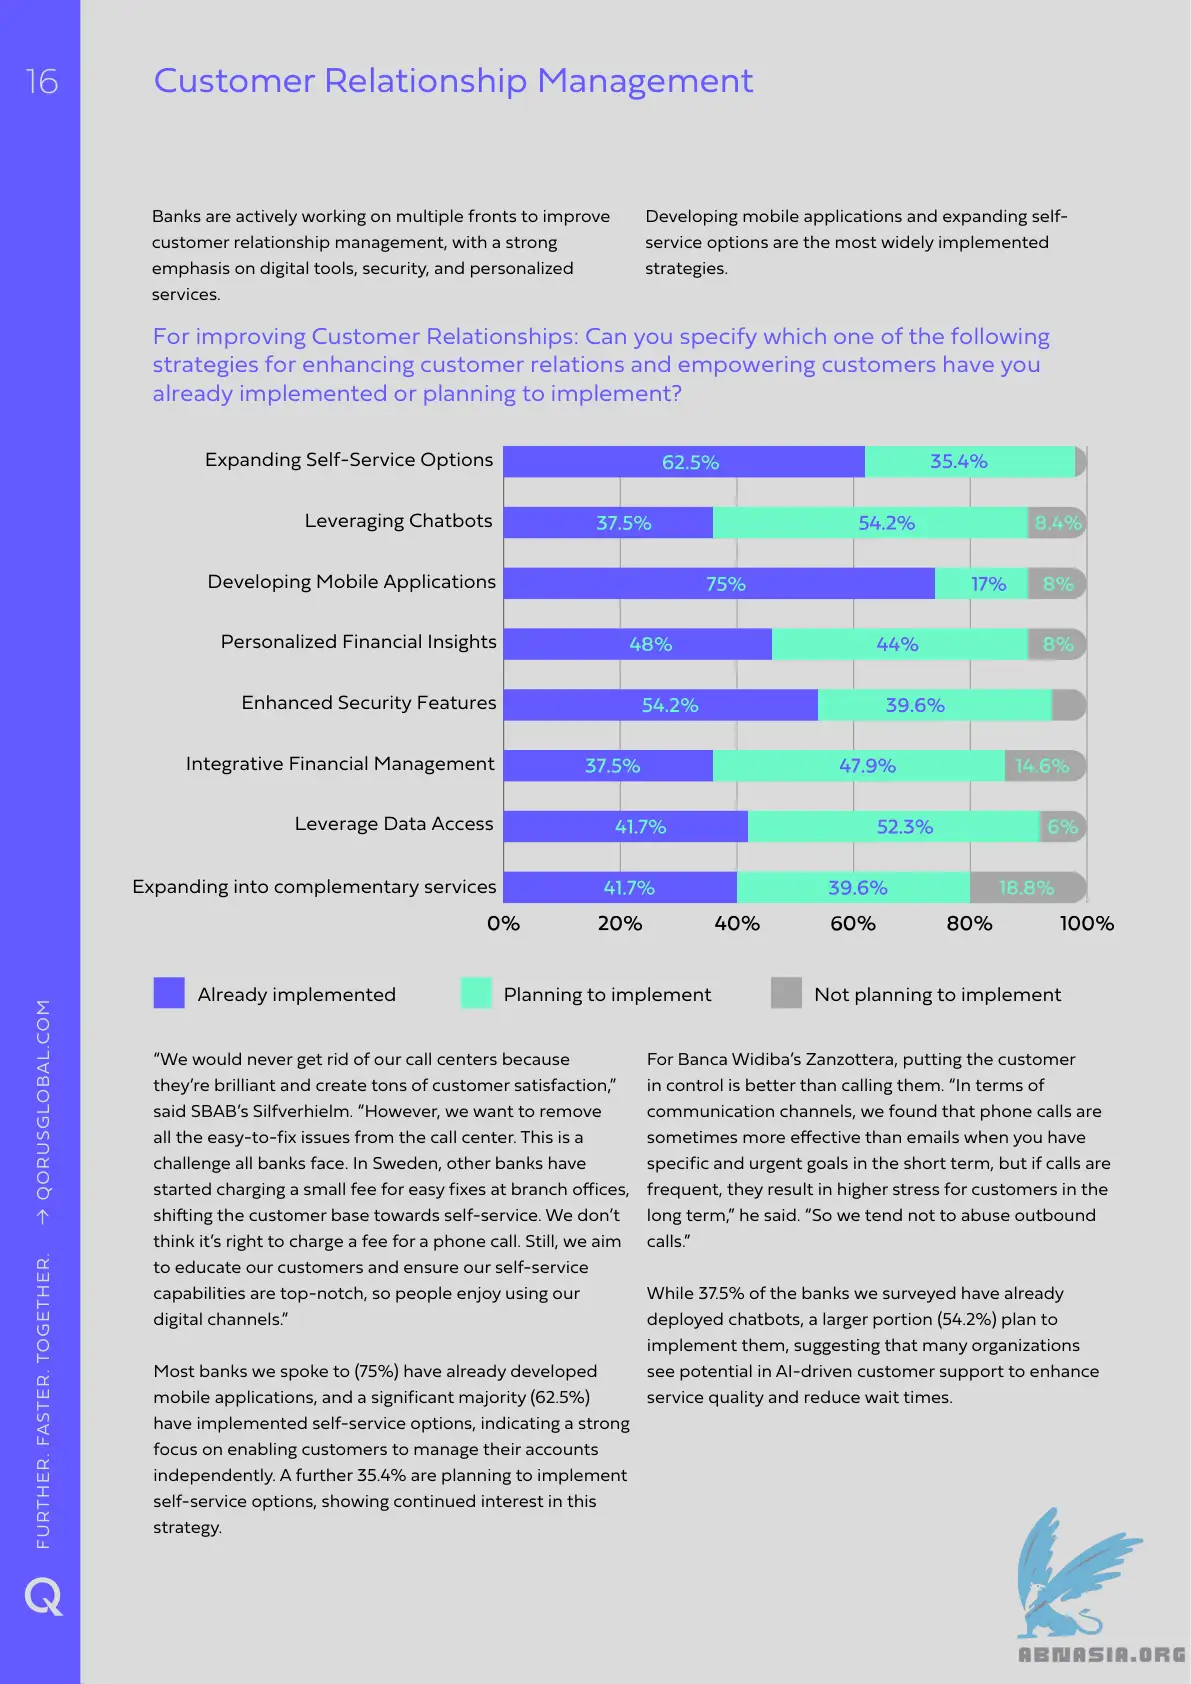 16
Customer Relationship Management
Banks are actively working on multiple fronts to improve
customer relationship management, with a strong
emphasis on digital tools, security, and personalized
services.
Developing mobile applications and expanding self-
service options are the most widely implemented
strategies.
For improving Customer Relationships: Can you specify which one of the following
strategies for enhancing customer relations and empowering customers have you
already implemented or planning to implement?
Expanding Self-Service Options 62.5% 35.4%
Leveraging Chatbots 37.5% 54.2% 8.4%
Developing Mobile Applications 75% 17% 8%
Personalized Financial Insights 48% 44% 8%
Enhanced Security Features 54.2% 39.6%
Integrative Financial Management 37.5% 47.9% 14.6%
Leverage Data Access 41.7% 52.3% 6%
Expanding into complementary services 41.7% 39.6% 18.8%
0% 20% 40% 60% 80% 100%
Already implemented Planning to implement Not planning to implement
“We would never get rid of our call centers because
they’re brilliant and create tons of customer satisfaction,”
said SBAB’s Silfverhielm. “However, we want to remove
all the easy-to-fix issues from the call center. This is a
challenge all banks face. In Sweden, other banks have
started charging a small fee for easy fixes at branch offices,
shifting the customer base towards self-service. We don’t
think it’s right to charge a fee for a phone call. Still, we aim
to educate our customers and ensure our self-service
capabilities are top-notch, so people enjoy using our
digital channels.”
Most banks we spoke to (75%) have already developed
mobile applications, and a significant majority (62.5%)
have implemented self-service options, indicating a strong
focus on enabling customers to manage their accounts
independently. A further 35.4% are planning to implement
self-service options, showing continued interest in this
strategy.
For Banca Widiba’s Zanzottera, putting the customer
in control is better than calling them. “In terms of
communication channels, we found that phone calls are
sometimes more effective than emails when you have
specific and urgent goals in the short term, but if calls are
frequent, they result in higher stress for customers in the
long term,” he said. “So we tend not to abuse outbound
calls.”
While 37.5% of the banks we surveyed have already
deployed chatbots, a larger portion (54.2%) plan to
implement them, suggesting that many organizations
see potential in AI-driven customer support to enhance
service quality and reduce wait times.
FURTHER. FASTER. TOGETHER. → QORUSGLOBAL.COM
Q
ABNASIA.ORG